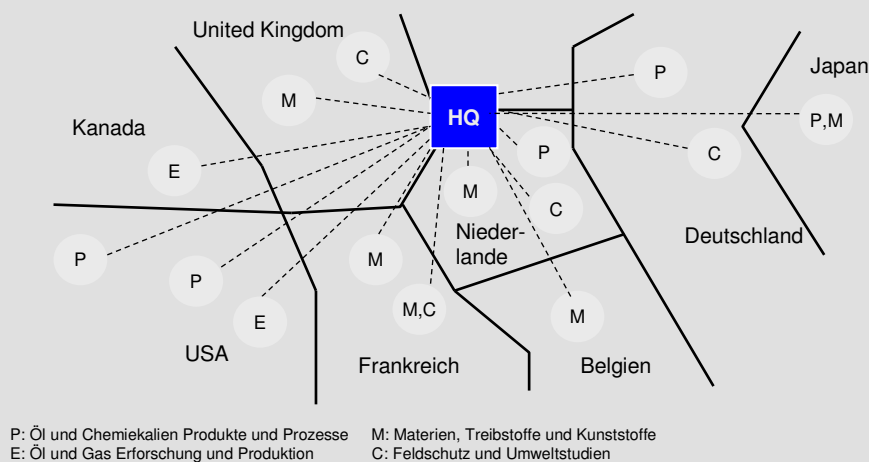 United Kingdom
C
P
Japan
M
HQ
P,M
Kanada
P
C
E
M
C
Nieder-
lande
Deutschland
P
M
P
E
M,C
M
USA
Frankreich
Belgien
P: Öl und Chemiekalien Produkte und Prozesse
M: Materien, Treibstoffe und Kunststoffe
E: Öl und Gas Erforschung und Produktion
C: Feldschutz und Umweltstudien